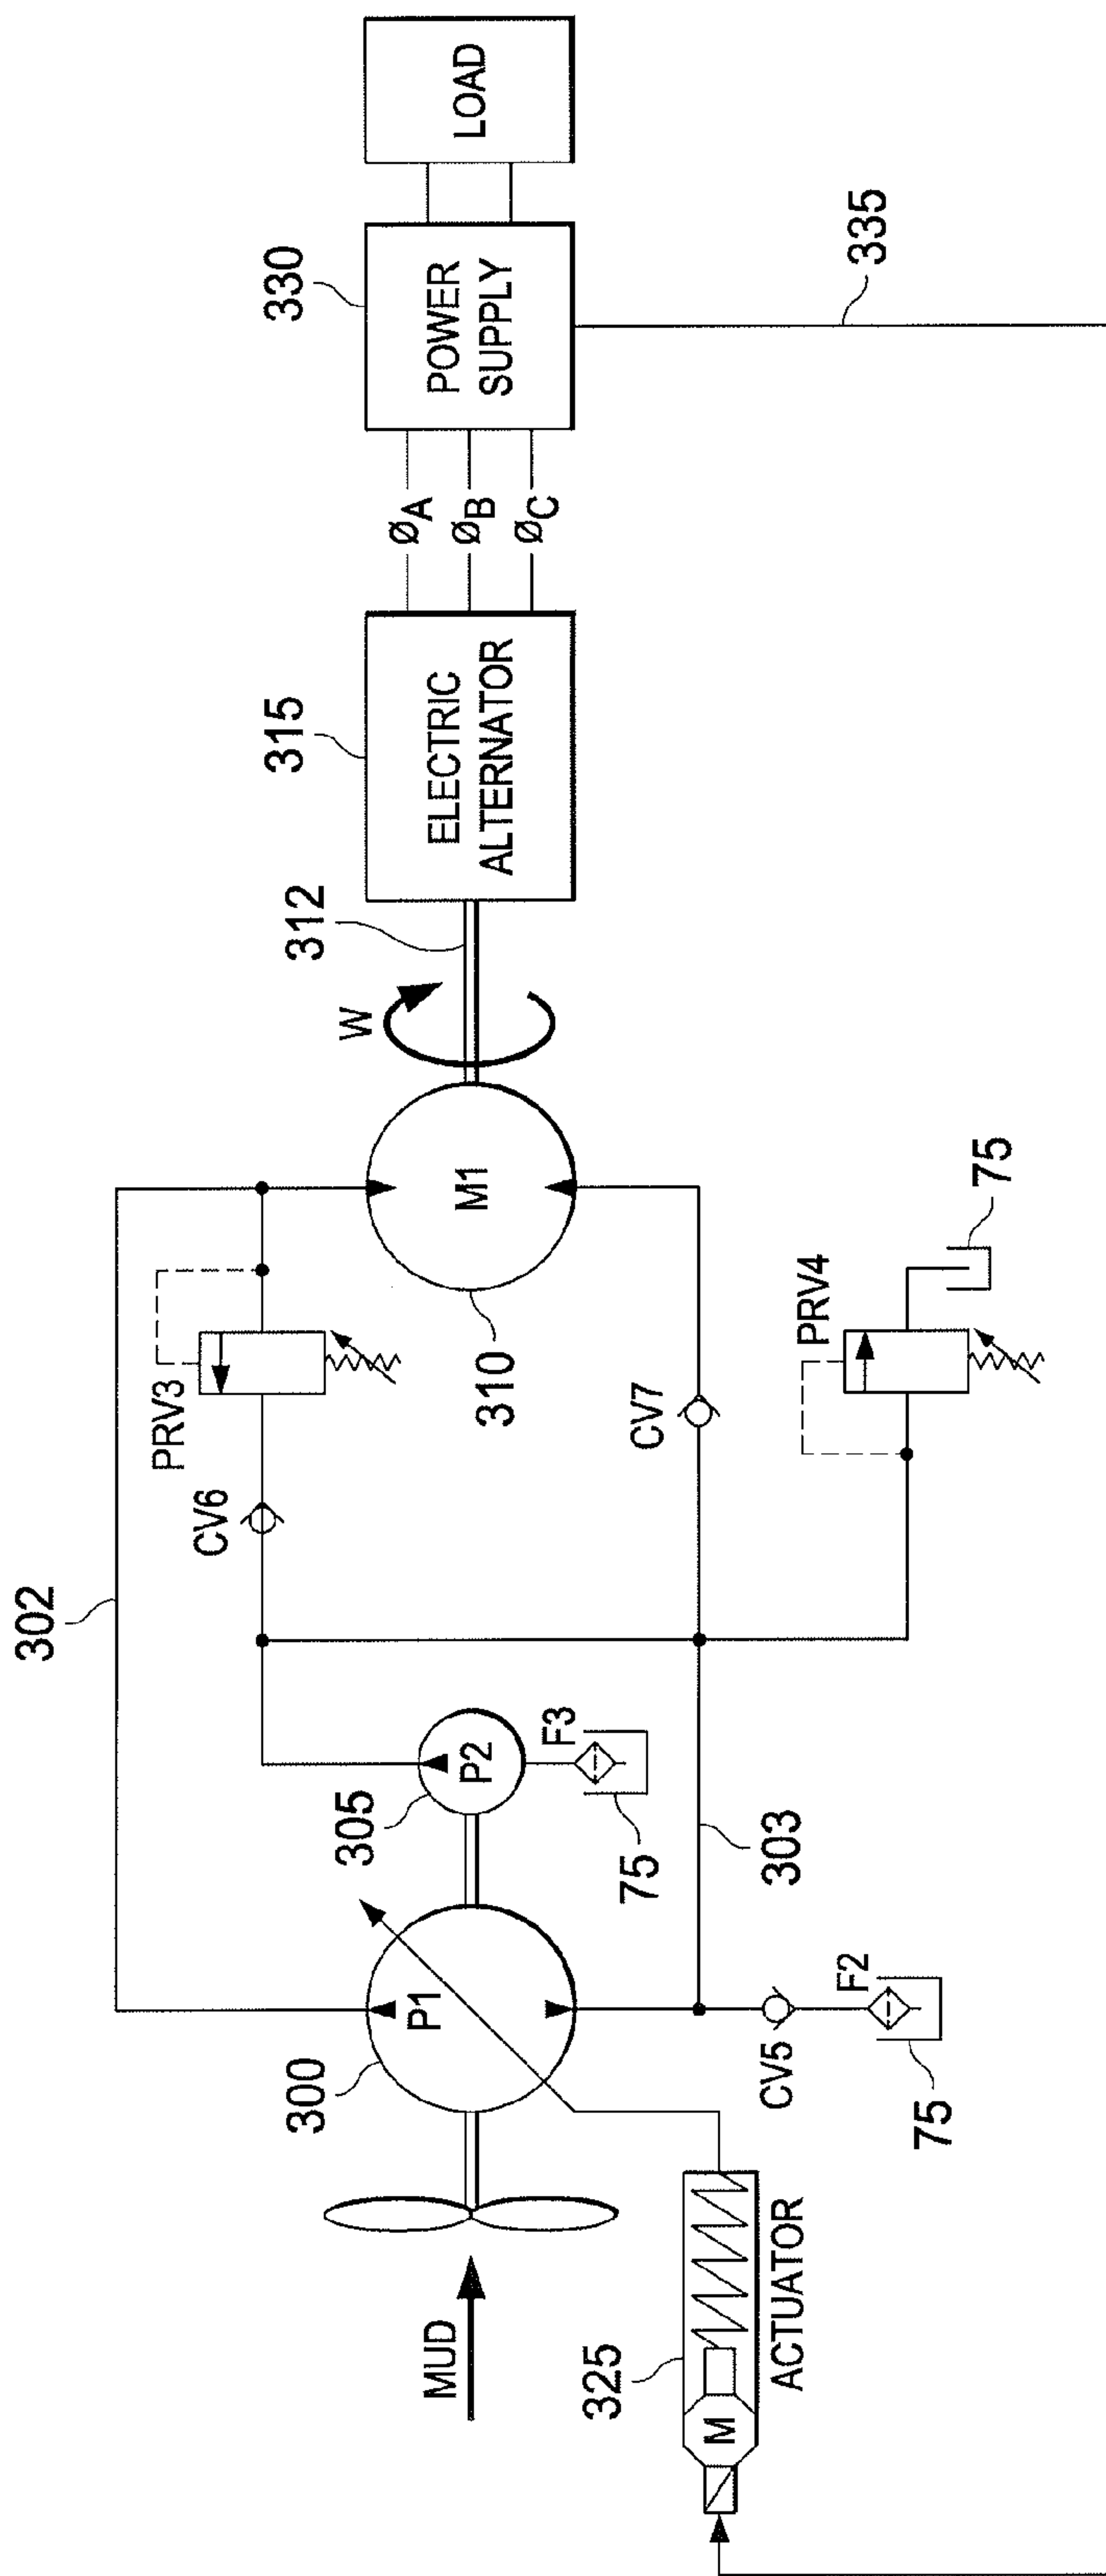 MUD
300
P1
305
P2
F3
75
302
CV6
PRV3
M1
310
W
312
315
ELECTRIC
ALTERNATOR
ØA
ØB
ØC
330
POWER
SUPPLY
LOAD
335
325
M
ACTUATOR
CV5
F2
75
303
CV7
PRV4
75